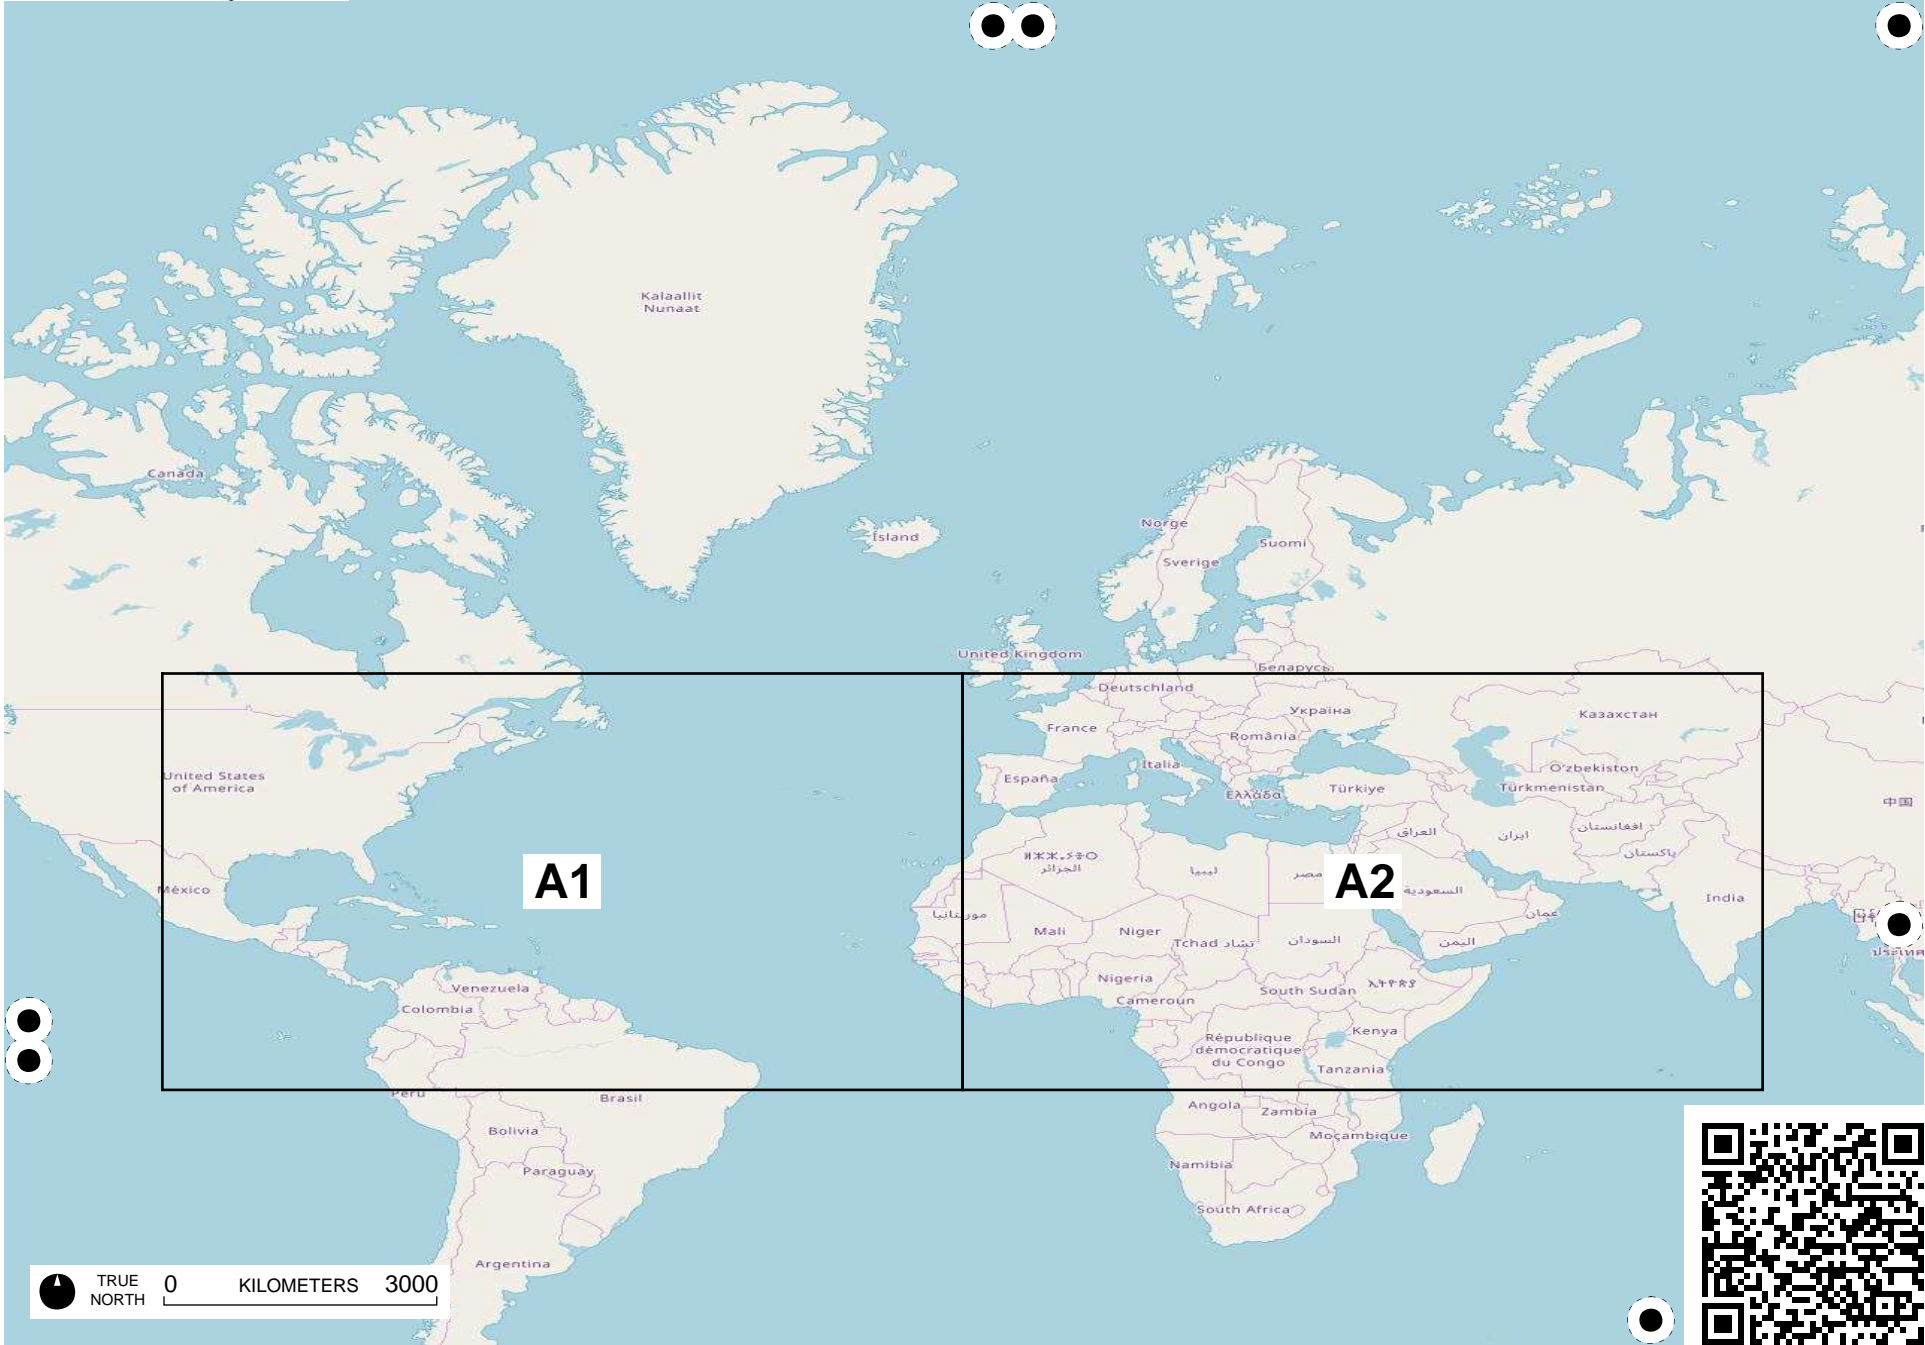 Kalaallit
Nunaat
Canada
Ísland
Norge
Suomi
Sverige
United Kingdom
Беларусь
Deutschland
Україна
Казахстан
France
România
United States
of America
Italia
España
Ελλάδα
Türkiye
O'zbekiston
Türkmenistan
中国
العراق
ايران
افغانستان
پاکستان
ⵍⵣⵣⴰⵢⴻⵔ
الجزائر
ليبيا
مصر
السعودية
México
A1
A2
India
موريتانيا
عمان
Mali
Niger
Tchad تشاد
السودان
اليمن
Venezuela
Nigeria
South Sudan
ኢትዮጵያ
Colombia
Cameroun
Kenya
République
démocratique
du Congo
Tanzania
Perú
Brasil
Angola
Zambia
Bolivia
Moçambique
Paraguay
Namibia
South Africa
Argentina
TRUE
NORTH
0 KILOMETERS 3000